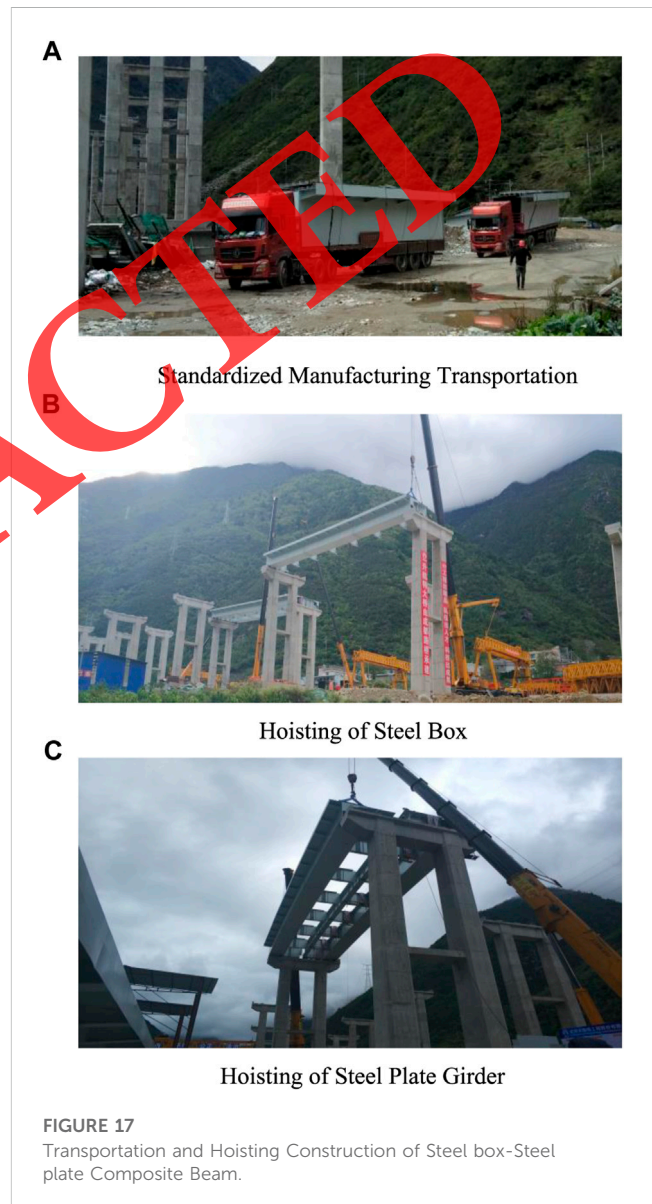 A
Standardized Manufacturing Transportation
B
Hoisting of Steel Box
C
Hoisting of Steel Plate Girder
FIGURE 17
Transportation and Hoisting Construction of Steel box-Steel
plate Composite Beam.
ACTED